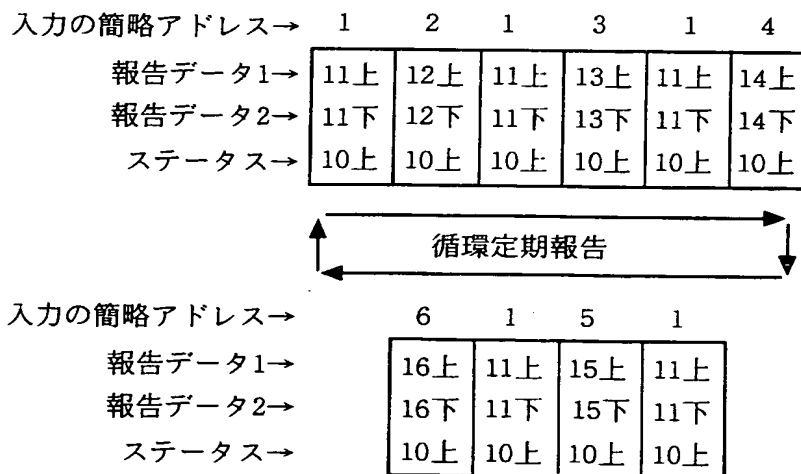 入力の簡略アドレス→ 1 2 1 3 1 4
報告データ1→ 11上 12上 11上 13上 11上 14上
報告データ2→ 11下 12下 11下 13下 11下 14下
ステータス→ 10上 10上 10上 10上 10上 10上
循環定期報告
入力の簡略アドレス→ 6 1 5 1
報告データ1→ 16上 11上 15上 11上
報告データ2→ 16下 11下 15下 11下
ステータス→ 10上 10上 10上 10上